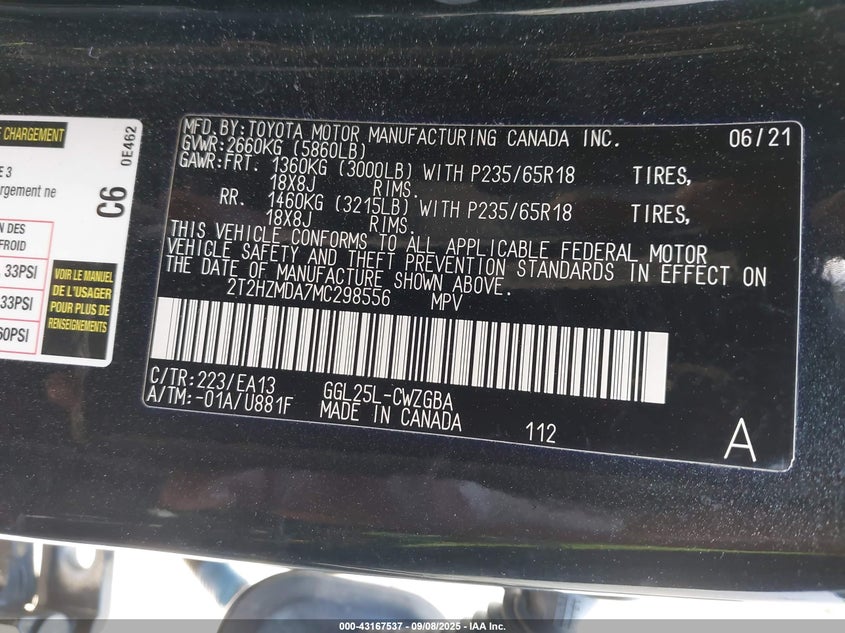 E CHARGEMENT
0E462
C6
E 3
argement ne
N DES
FROID
33PSI
33PSI
60PSI
VOIR LE MANUEL
DE L'USAGER
POUR PLUS DE
RENSEIGNEMENTS
MFD.BY:TOYOTA MOTOR MANUFACTURING CANADA INC. 06/21
GVWR:2660KG (5860LB)
GAWR:FRT. 1360KG (3000LB) WITH P235/65R18 TIRES,
18X8J RIMS.
RR. 1460KG (3215LB) WITH P235/65R18 TIRES,
18X8J RIMS.
THIS VEHICLE CONFORMS TO ALL APPLICABLE FEDERAL MOTOR
VEHICLE SAFETY AND THEFT PREVENTION STANDARDS IN EFFECT ON
THE DATE OF MANUFACTURE SHOWN ABOVE.
2T2HZMDA7MC298556 MPV
C/TR:223/EA13 GGL25L-CWZGBA
A/TM:-01A/U881F MADE IN CANADA
112
A
000-43167537 - 09/08/2025 - IAA Inc.